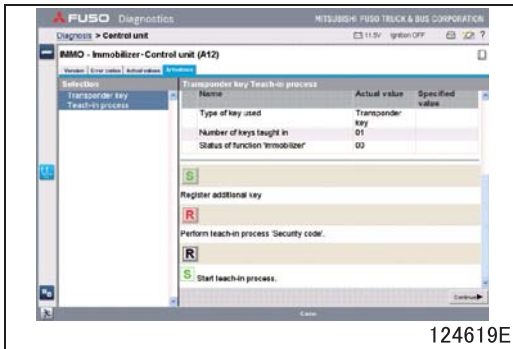 FUSO Diagnostics
MITSUBISHI FUSO TRUCK & BUS CORPORATION
Diagnosis > Control unit
11.5V Ignition OFF
?
IMMO - Immobilizer-Control unit (A12)
Version Error codes Actual values Actuations
Selection
Transponder key Teach-in process
Transponder key
Teach-in process
Name Actual value Specified
value
Type of key used Transponder
key
Number of keys taught in 01
Status of function 'Immobilizer' 00
S
Register additional key
R
Perform teach-in process 'Security code'.
R
S Start teach-in process.
Continue
124619E